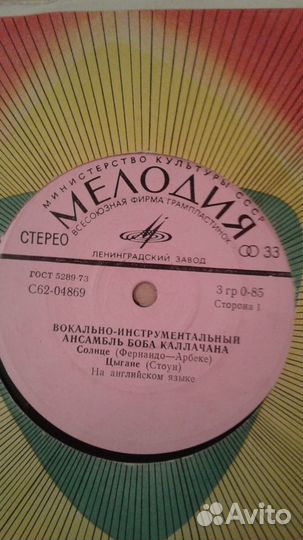 МИНИСТЕРСТВО КУЛЬТУРЫ СССР
МЕЛОДИЯ
ВСЕСОЮЗНАЯ ФИРМА ГРАМПЛАСТИНОК
СТЕРЕО
33
ЛЕНИНГРАДСКИЙ ЗАВОД
ГОСТ 5289-73
С62-04869
3 гр 0-85
Сторона 1
ВОКАЛЬНО-ИНСТРУМЕНТАЛЬНЫЙ
АНСАМБЛЬ БОБА КАЛЛАЧАНА
Солнце (Фернандо—Арбеке)
Цыгане (Стоун)
На английском языке
Avito